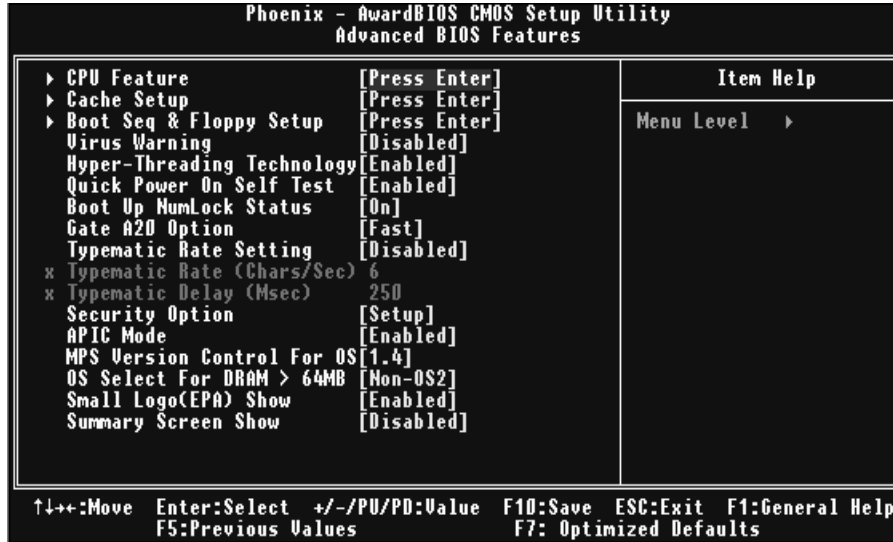 Phoenix - AwardBIOS CMOS Setup Utility
Advanced BIOS Features
▸ CPU Feature [Press Enter]
▸ Cache Setup [Press Enter]
▸ Boot Seq & Floppy Setup [Press Enter]
Virus Warning [Disabled]
Hyper-Threading Technology[Enabled]
Quick Power On Self Test [Enabled]
Boot Up NumLock Status [On]
Gate A20 Option [Fast]
Typematic Rate Setting [Disabled]
x Typematic Rate (Chars/Sec) 6
x Typematic Delay (Msec) 250
Security Option [Setup]
APIC Mode [Enabled]
MPS Version Control For OS[1.4]
OS Select For DRAM > 64MB [Non-OS2]
Small Logo(EPA) Show [Enabled]
Summary Screen Show [Disabled]
Item Help
Menu Level ▸
↑↓→←:Move Enter:Select +/-/PU/PD:Value F10:Save ESC:Exit F1:General Help
F5:Previous Values F7: Optimized Defaults